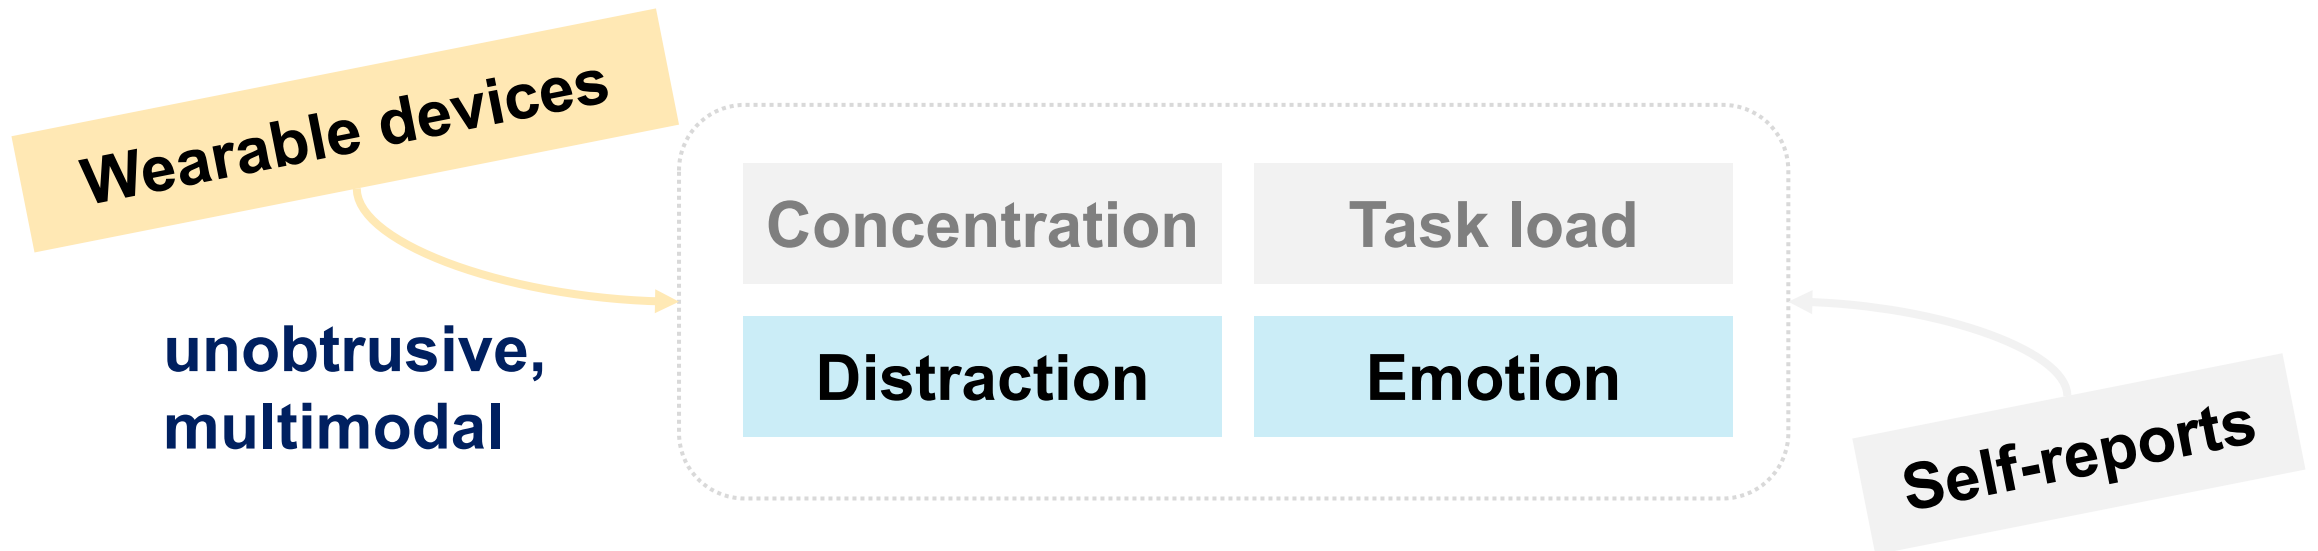 Wearable devices
Concentration
Task load
unobtrusive,
multimodal
Distraction
Emotion
Self-reports